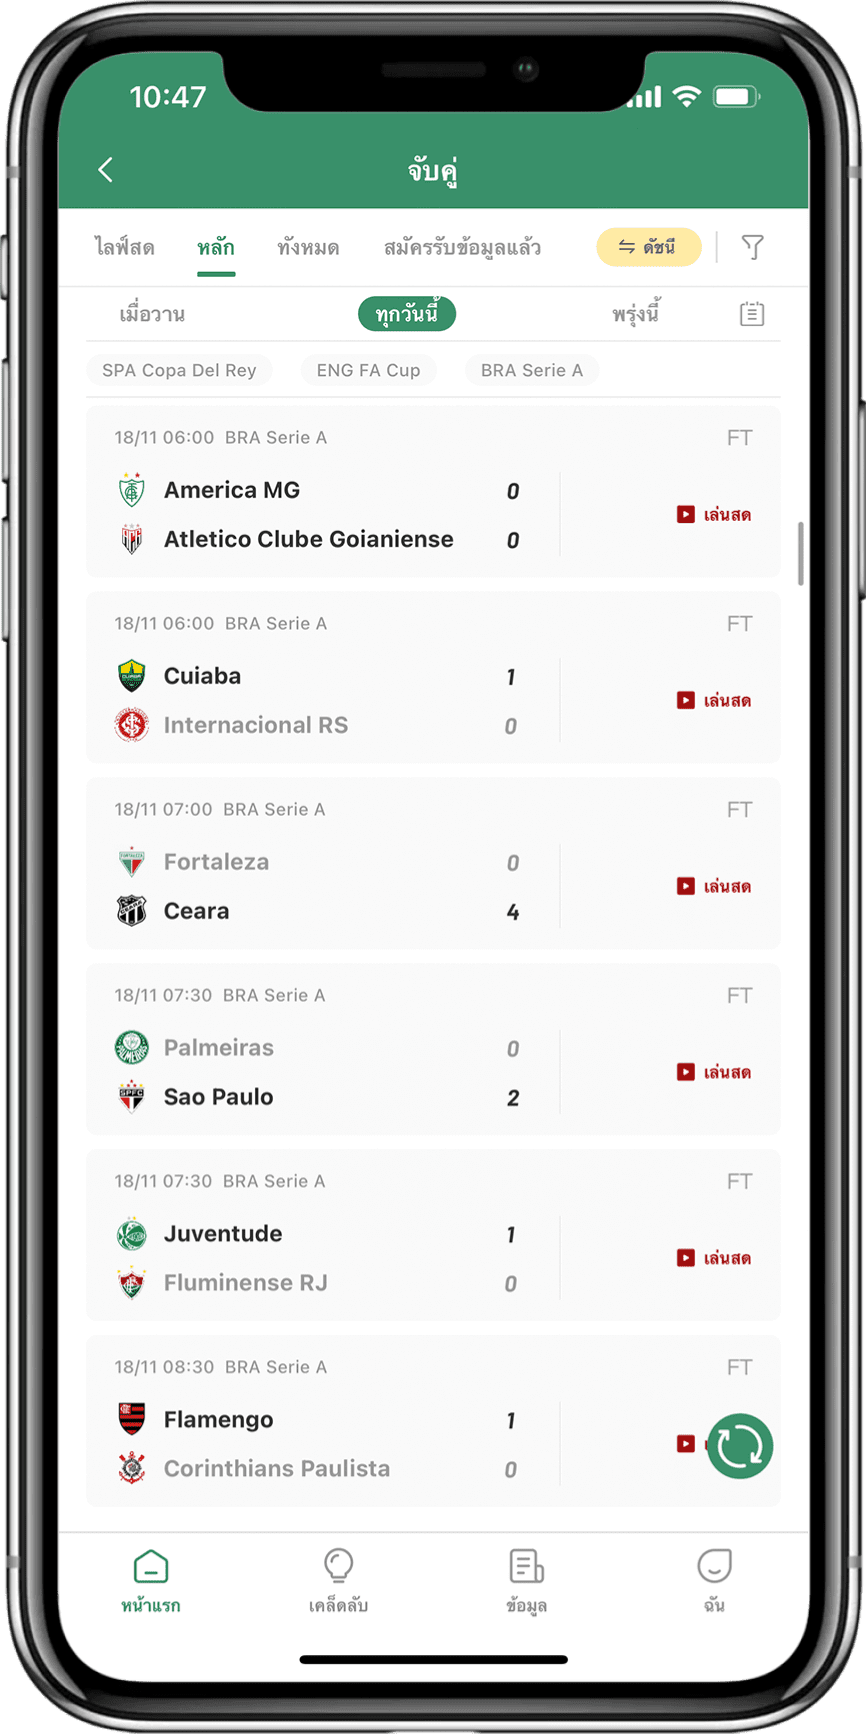 10:47
จับคู่
ไลฟ์สด หลัก ทั้งหมด สมัครรับข้อมูลแล้ว ดัชนี
เมื่อวาน ทุกวันนี้ พรุ่งนี้
SPA Copa Del Rey ENG FA Cup BRA Serie A
18/11 06:00 BRA Serie A FT
America MG 0
เล่นสด
Atletico Clube Goianiense 0
18/11 06:00 BRA Serie A FT
Cuiaba 1
เล่นสด
Internacional RS 0
18/11 07:00 BRA Serie A FT
Fortaleza 0
เล่นสด
Ceara 4
18/11 07:30 BRA Serie A FT
Palmeiras 0
เล่นสด
Sao Paulo 2
18/11 07:30 BRA Serie A FT
Juventude 1
เล่นสด
Fluminense RJ 0
18/11 08:30 BRA Serie A FT
Flamengo 1
Corinthians Paulista 0
หน้าแรก เคล็ดลับ ข้อมูล ฉัน